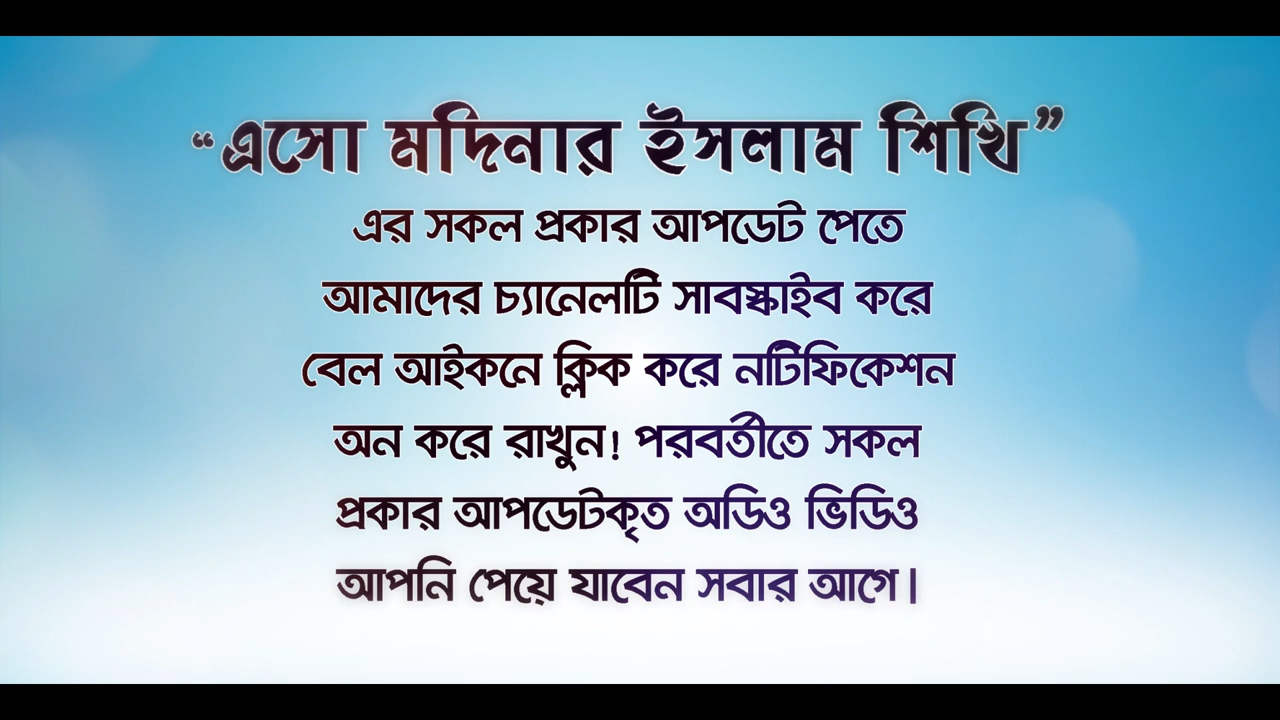 “এসো মদিনার ইসলাম শিখি”
এর সকল প্রকার আপডেট পেতে
আমাদের চ্যানেলটি সাবস্কাইব করে
বেল আইকনে ক্লিক করে নটিফিকেশন
অন করে রাখুন! পরবর্তীতে সকল
প্রকার আপডেটকৃত অডিও ভিডিও
আপনি পেয়ে যাবেন সবার আগে।